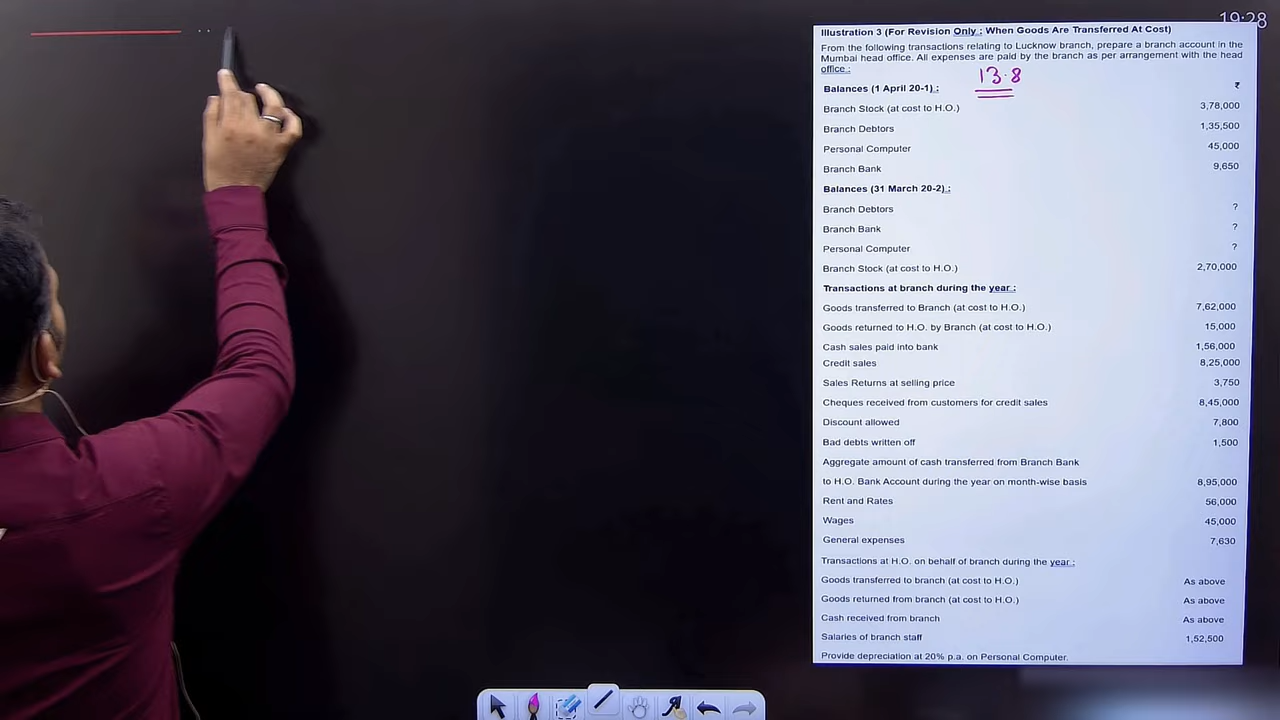 19:28
Illustration 3 (For Revision Only : When Goods Are Transferred At Cost)
From the following transactions relating to Lucknow branch, prepare a branch account in the
Mumbai head office. All expenses are paid by the branch as per arrangement with the head
office :
13.8
Balances (1 April 20-1) : ₹
Branch Stock (at cost to H.O.) 3,78,000
Branch Debtors 1,35,500
Personal Computer 45,000
Branch Bank 9,650
Balances (31 March 20-2) :
Branch Debtors ?
Branch Bank ?
Personal Computer ?
Branch Stock (at cost to H.O.) 2,70,000
Transactions at branch during the year :
Goods transferred to Branch (at cost to H.O.) 7,62,000
Goods returned to H.O. by Branch (at cost to H.O.) 15,000
Cash sales paid into bank 1,56,000
Credit sales 8,25,000
Sales Returns at selling price 3,750
Cheques received from customers for credit sales 8,45,000
Discount allowed 7,800
Bad debts written off 1,500
Aggregate amount of cash transferred from Branch Bank
to H.O. Bank Account during the year on month-wise basis 8,95,000
Rent and Rates 56,000
Wages 45,000
General expenses 7,630
Transactions at H.O. on behalf of branch during the year :
Goods transferred to branch (at cost to H.O.) As above
Goods returned from branch (at cost to H.O.) As above
Cash received from branch As above
Salaries of branch staff 1,52,500
Provide depreciation at 20% p.a. on Personal Computer.